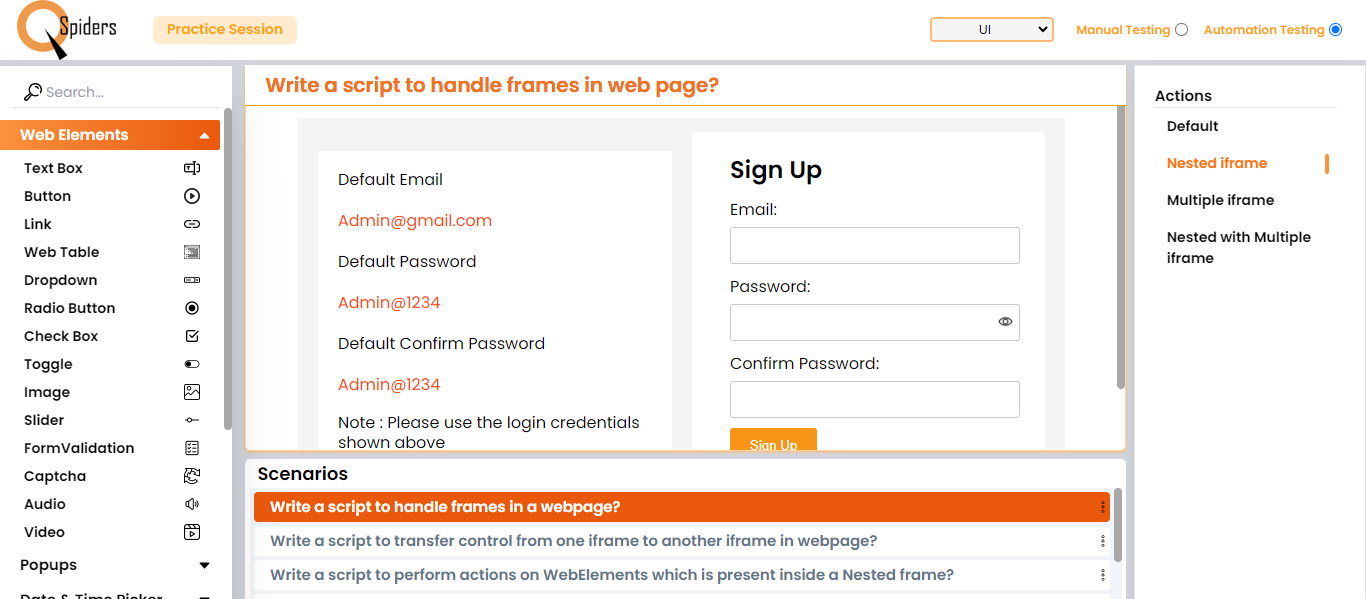 Spiders
Practice Session
UI
Manual Testing
Automation Testing
Search...
Web Elements
Text Box
Button
Link
Web Table
Dropdown
Radio Button
Check Box
Toggle
Image
Slider
FormValidation
Captcha
Audio
Video
Popups
Date & Time Picker
Write a script to handle frames in web page?
Default Email
Admin@gmail.com
Default Password
Admin@1234
Default Confirm Password
Admin@1234
Note : Please use the login credentials
shown above
Sign Up
Email:
Password:
Confirm Password:
Sign Up
Scenarios
Write a script to handle frames in a webpage?
Write a script to transfer control from one iframe to another iframe in webpage?
Write a script to perform actions on WebElements which is present inside a Nested frame?
Actions
Default
Nested iframe
Multiple iframe
Nested with Multiple
iframe